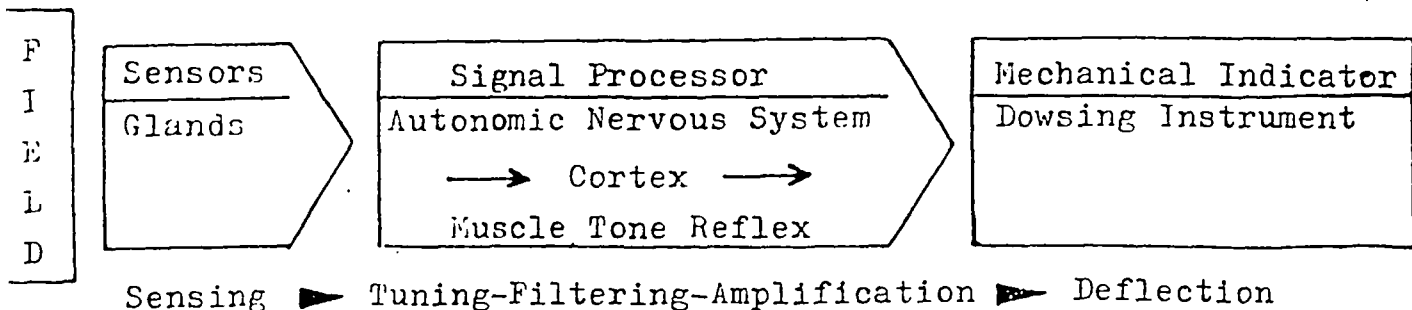 FIELD
Sensors
Glands
Signal Processor
Autonomic Nervous System
→ Cortex →
Muscle Tone Reflex
Mechanical Indicator
Dowsing Instrument
Sensing ► Tuning-Filtering-Amplification ► Deflection